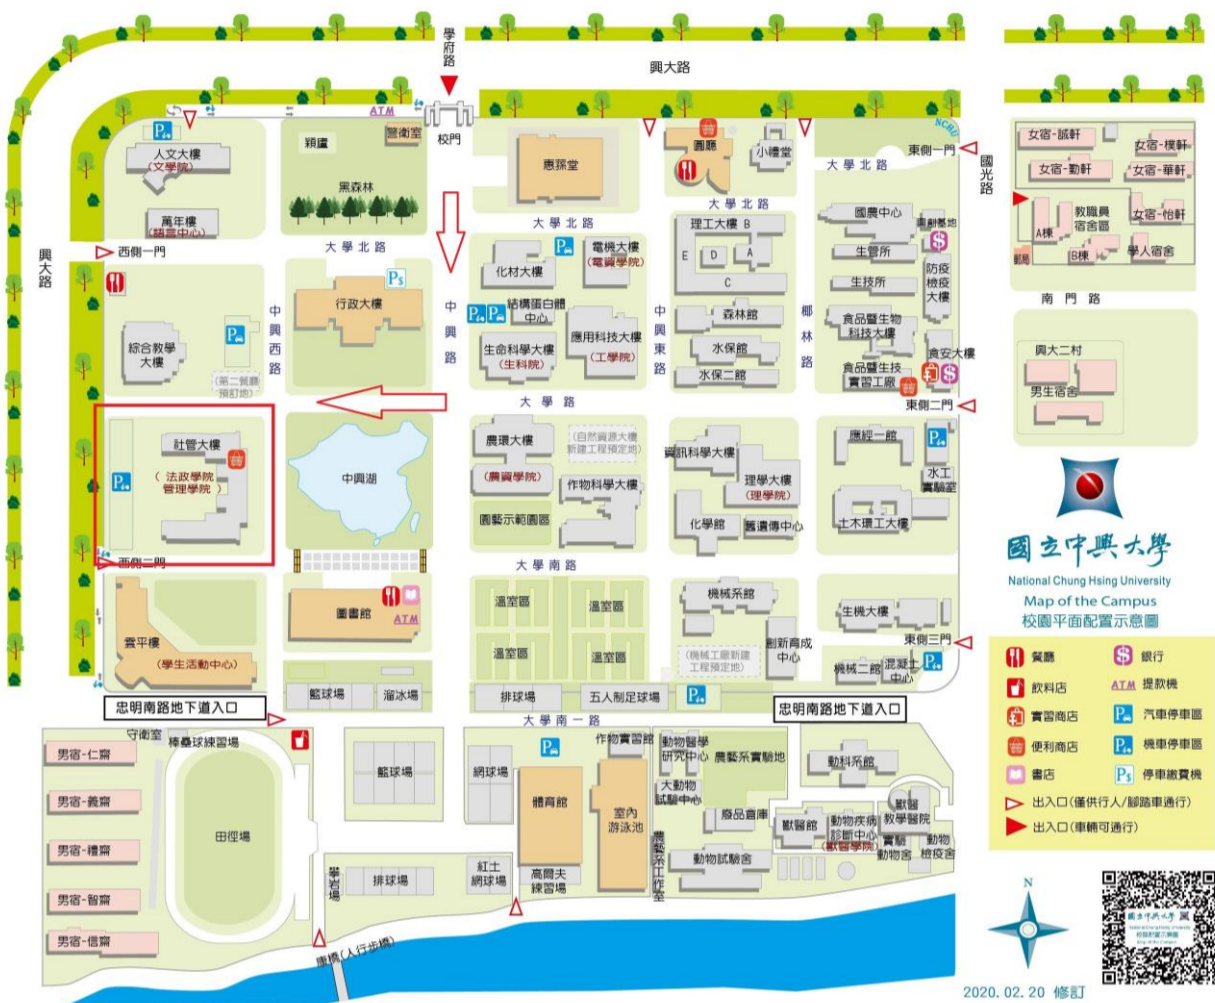 學府路
興大路
ATM
校門
警衛室
穎廬
黑森林
人文大樓
(文學院)
萬年樓
(語言中心)
西側一門
興大路
大學北路
惠蓀堂
大學北路
圓廳
小禮堂
大學北路
大學北路
NCHU
東側一門
國光路
女宿-誠軒
女宿-樸軒
女宿-勤軒
女宿-華軒
女宿-怡軒
教職員
宿舍區
A棟
B棟
學人宿舍
郵局
南門路
興大二村
男生宿舍
中興西路
行政大樓
中興路
化材大樓
電機大樓
(電資學院)
結構蛋白體
中心
生命科學大樓
(生科院)
應用科技大樓
(工學院)
中興東路
理工大樓 B
E
D
A
C
森林館
水保館
水保二館
椰林路
國農中心
生管所
生技所
防疫
檢疫
大樓
食品暨生物
科技大樓
食安大樓
食品暨生技
實習工廠
東側二門
綜合教學
大樓
(第二餐廳
預訂地)
大學路
社管大樓
(法政學院
管理學院)
西側二門
中興湖
農環大樓
(農資學院)
(自然資源大樓
新建工程預定地)
作物科學大樓
園藝示範園區
資訊科學大樓
理學大樓
(理學院)
化學館
舊遺傳中心
應經一館
水工
實驗室
土木環工大樓
大學南路
雲平樓
(學生活動中心)
圖書館
ATM
溫室區
溫室區
溫室區
溫室區
機械系館
(機械工廠新建
工程預定地)
創新育成
中心
生機大樓
東側三門
機械二館
混凝土
中心
籃球場
溜冰場
排球場
五人制足球場
忠明南路地下道入口
忠明南路地下道入口
大學南一路
守衛室
棒壘球練習場
男宿-仁齋
男宿-義齋
男宿-禮齋
男宿-智齋
男宿-信齋
田徑場
籃球場
網球場
體育館
作物實習館
室內
游泳池
動物醫學
研究中心
農藝系實驗地
大動物
試驗中心
廢品倉庫
動物試驗舍
農藝系工作室
動科系館
獸醫館
動物疾病
診斷中心
(獸醫學院)
獸醫
教學醫院
實驗
動物舍
動物
檢疫舍
攀岩場
排球場
紅土
網球場
高爾夫
練習場
康橋(人行步橋)
國立中興大學
National Chung Hsing University
Map of the Campus
校園平面配置示意圖
餐廳
銀行
飲料店
ATM 提款機
實習商店
汽車停車區
便利商店
機車停車區
書店
停車繳費機
出入口(僅供行人/腳踏車通行)
出入口(車輛可通行)
N
2020.02.20 修訂